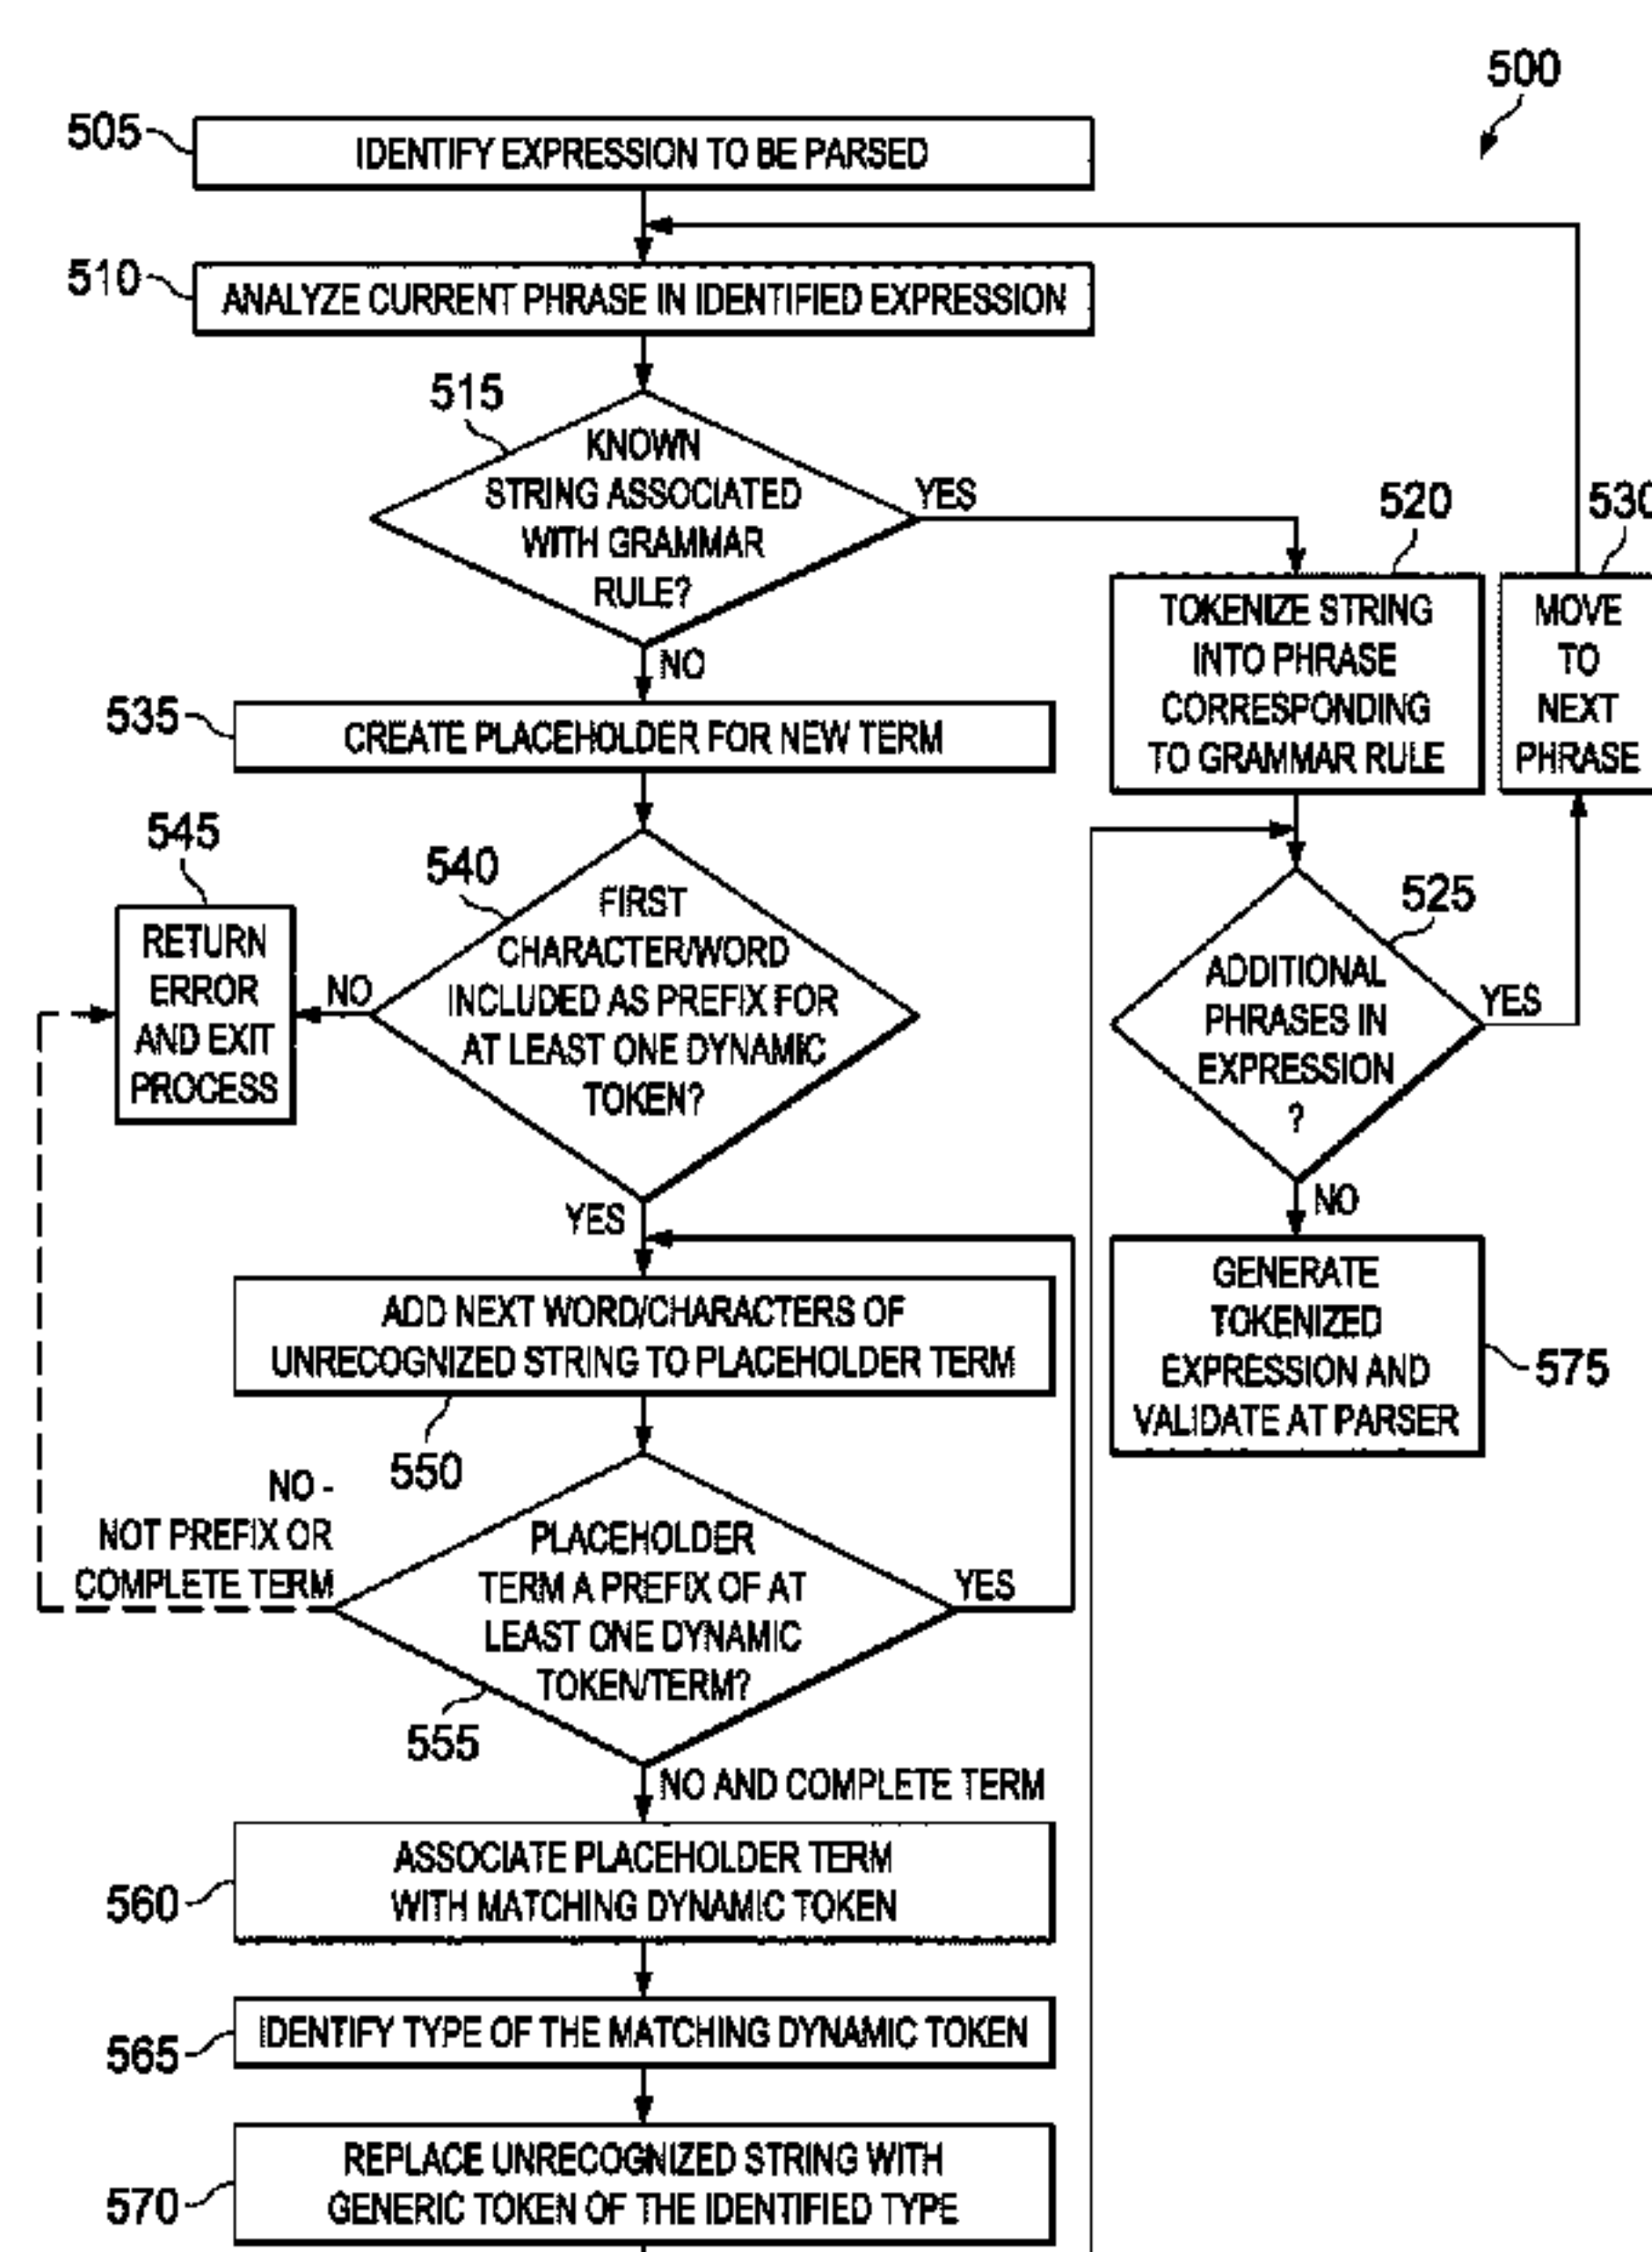 500
505
IDENTIFY EXPRESSION TO BE PARSED
510
ANALYZE CURRENT PHRASE IN IDENTIFIED EXPRESSION
515
KNOWN
STRING ASSOCIATED
WITH GRAMMAR
RULE?
YES
NO
520
TOKENIZE STRING
INTO PHRASE
CORRESPONDING
TO GRAMMAR RULE
530
MOVE
TO
NEXT
PHRASE
535
CREATE PLACEHOLDER FOR NEW TERM
540
FIRST
CHARACTER/WORD
INCLUDED AS PREFIX FOR
AT LEAST ONE DYNAMIC
TOKEN?
NO
YES
545
RETURN
ERROR
AND EXIT
PROCESS
525
ADDITIONAL
PHRASES IN
EXPRESSION
?
YES
NO
GENERATE
TOKENIZED
EXPRESSION AND
VALIDATE AT PARSER
575
ADD NEXT WORD/CHARACTERS OF
UNRECOGNIZED STRING TO PLACEHOLDER TERM
550
NO -
NOT PREFIX OR
COMPLETE TERM
PLACEHOLDER
TERM A PREFIX OF AT
LEAST ONE DYNAMIC
TOKEN/TERM?
YES
555
NO AND COMPLETE TERM
560
ASSOCIATE PLACEHOLDER TERM
WITH MATCHING DYNAMIC TOKEN
565
IDENTIFY TYPE OF THE MATCHING DYNAMIC TOKEN
570
REPLACE UNRECOGNIZED STRING WITH
GENERIC TOKEN OF THE IDENTIFIED TYPE